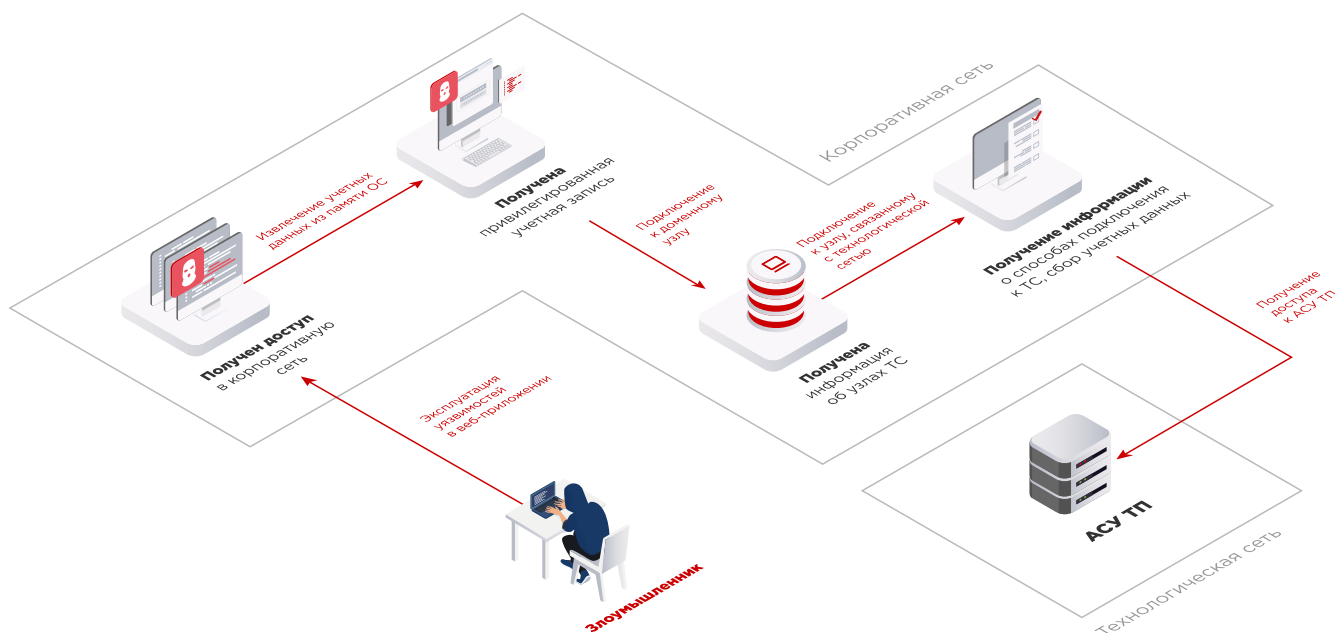 Корпоративная сеть
Получена
привилегированная
учетная запись
Извлечение учетных
данных из памяти ОС
Подключение
к доменному
узлу
Подключение
к узлу, связанному
с технологической
сетью
Получение информации
о способах подключения
к ТС, сбор учетных данных
Получение
доступа
к АСУ ТП
Получен доступ
в корпоративную
сеть
Получена
информация
об узлах ТС
Эксплуатация
уязвимостей
в веб-приложении
АСУ ТП
Злоумышленник
Технологическая сеть